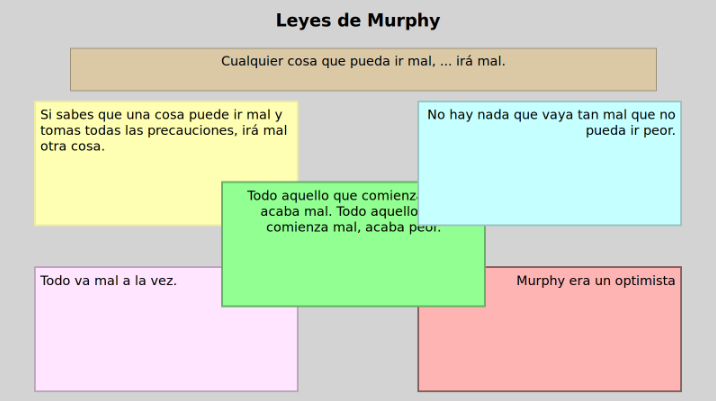 Leyes de Murphy
Cualquier cosa que pueda ir mal, ... irá mal.
Si sabes que una cosa puede ir mal y
tomas todas las precauciones, irá mal
otra cosa.
No hay nada que vaya tan mal que no
pueda ir peor.
Todo aquello que comienza
acaba mal. Todo aquello
comienza mal, acaba peor.
Todo va mal a la vez.
Murphy era un optimista